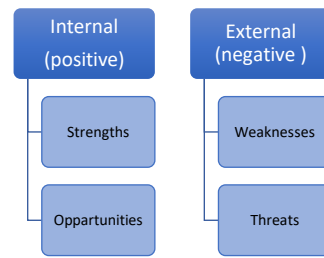 Internal
(positive)
Strengths
Oppartunities
External
(negative )
Weaknesses
Threats